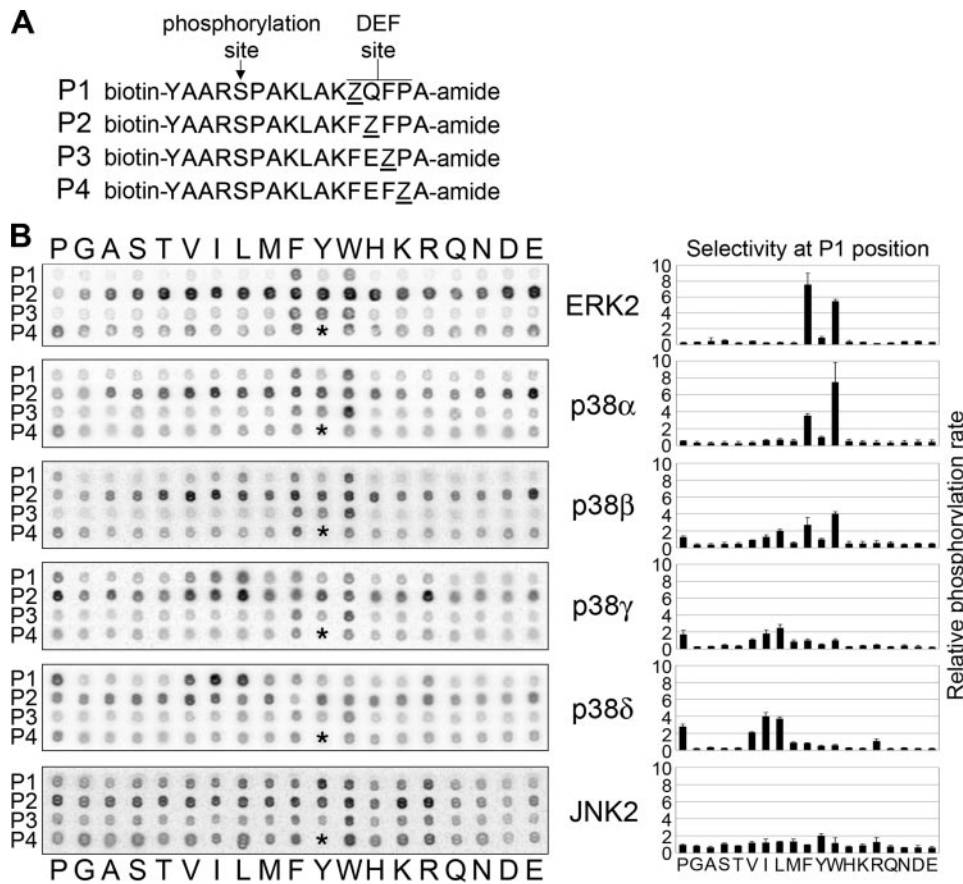 A
phosphorylation site
DEF site
P1 biotin-YAARSPAKLAKZQFPA-amide
P2 biotin-YAARSPAKLAKFZFPA-amide
P3 biotin-YAARSPAKLAKFEZPA-amide
P4 biotin-YAARSPAKLAKFEFZA-amide
B
P G A S T V I L M F Y W H K R Q N D E
P1
P2
P3
P4 *
P1
P2
P3
P4 *
P1
P2
P3
P4 *
P1
P2
P3
P4 *
P1
P2
P3
P4 *
P1
P2
P3
P4 *
P G A S T V I L M F Y W H K R Q N D E
Selectivity at P1 position
ERK2
10
8
6
4
2
0
p38α
10
8
6
4
2
0
p38β
10
8
6
4
2
0
p38γ
10
8
6
4
2
0
p38δ
10
8
6
4
2
0
JNK2
10
8
6
4
2
0
PGASTVILMFYWHKRQNDE
Relative phosphorylation rate